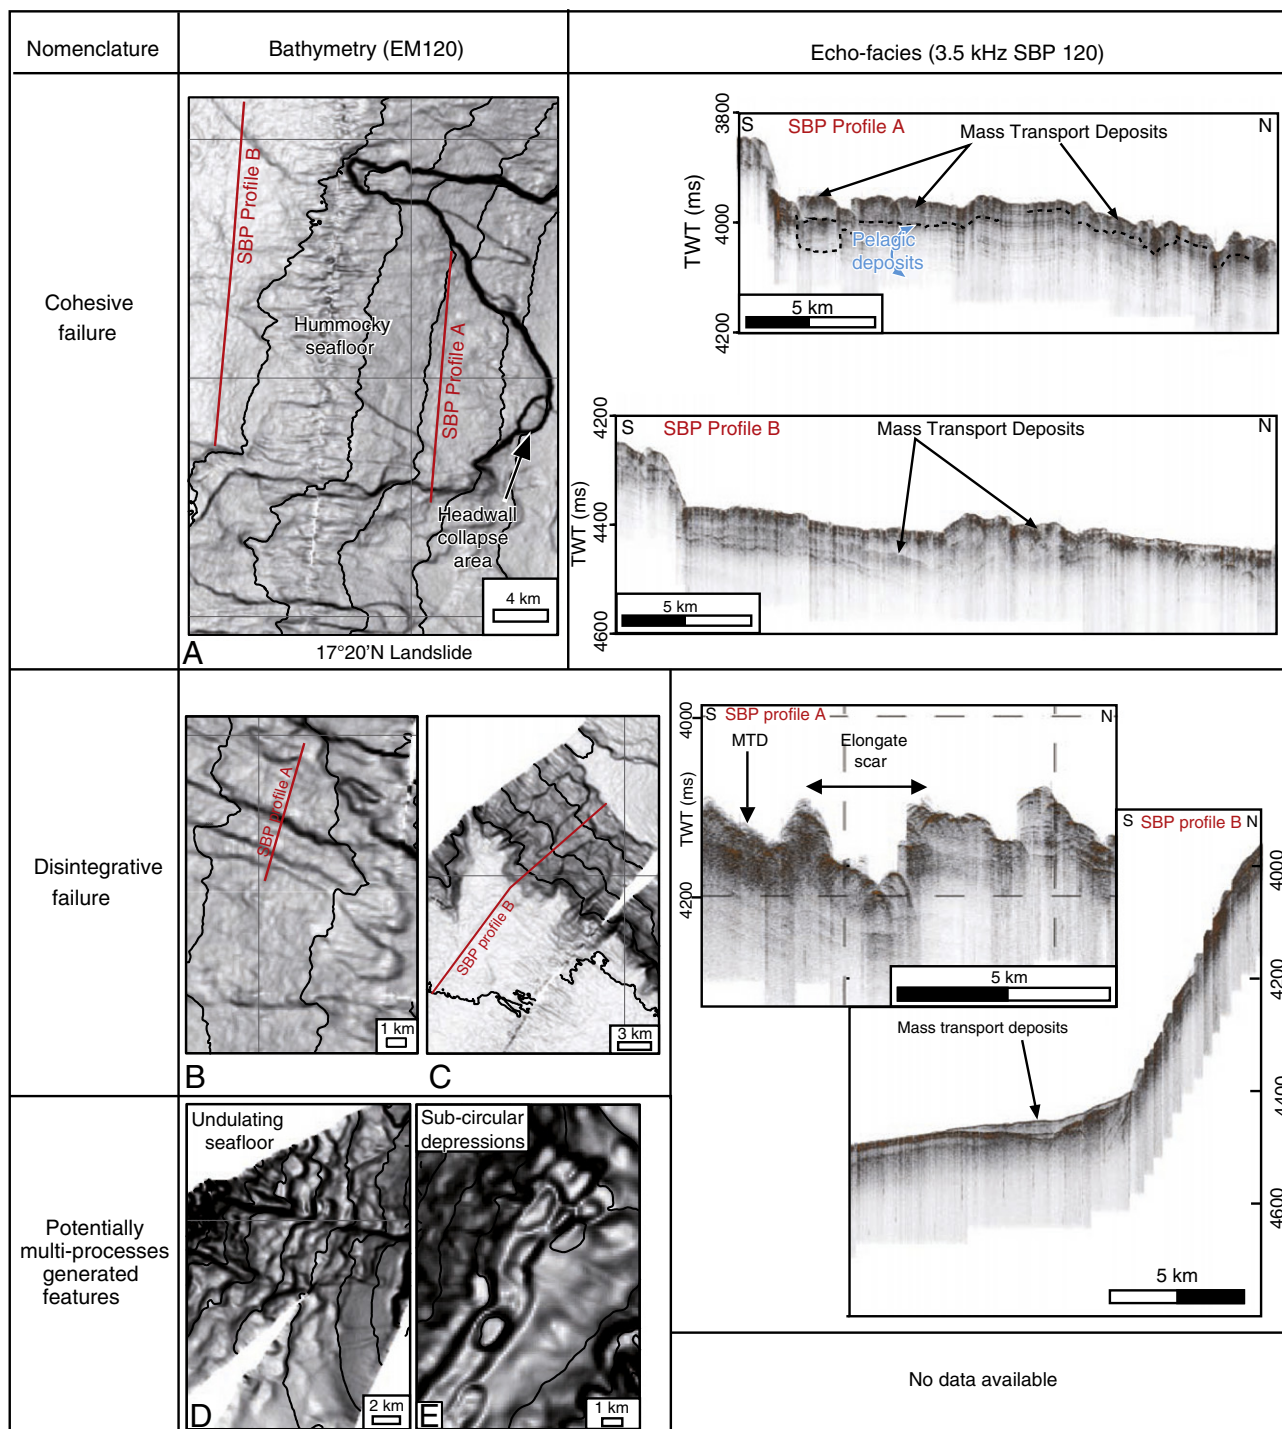 Nomenclature
Bathymetry (EM120)
Echo-facies (3.5 kHz SBP 120)
Cohesive
failure
SBP Profile B
Hummocky
seafloor
SBP Profile A
Headwall
collapse
area
4 km
A
17°20'N Landslide
3800
S
SBP Profile A
Mass Transport Deposits
N
TWT (ms)
4000
Pelagic
deposits
5 km
4200
4200
S
SBP Profile B
Mass Transport Deposits
N
TWT (ms)
4400
5 km
4600
Disintegrative
failure
SBP profile A
1 km
B
SBP profile B
3 km
C
4000
S
SBP profile A
N
MTD
Elongate
scar
TWT (ms)
4200
5 km
S
SBP profile B
N
4000
4200
Mass transport deposits
4400
4600
5 km
Potentially
multi-processes
generated
features
Undulating
seafloor
2 km
D
Sub-circular
depressions
1 km
E
No data available